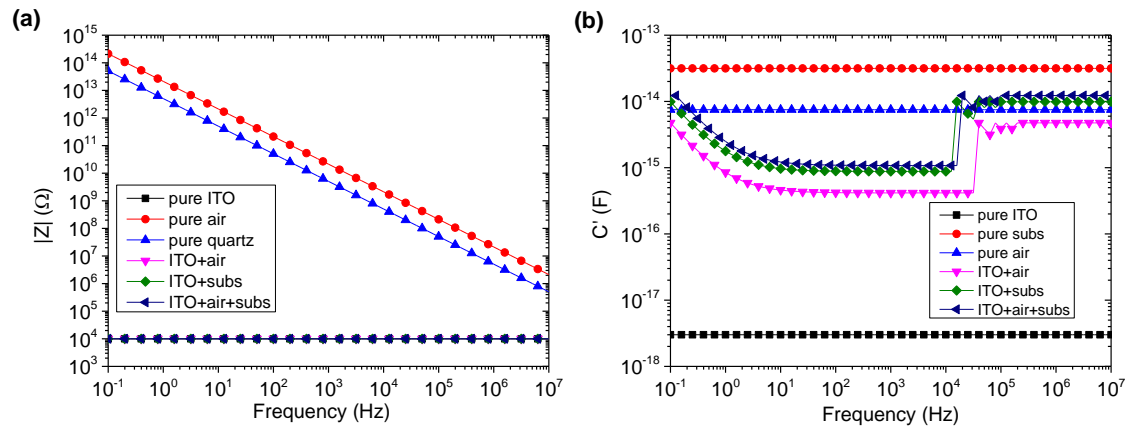 (a)
10^15
10^14
10^13
10^12
10^11
10^10
10^9
10^8
10^7
10^6
10^5
10^4
10^3
|Z| (Ω)
pure ITO
pure air
pure quartz
ITO+air
ITO+subs
ITO+air+subs
10^-1 10^0 10^1 10^2 10^3 10^4 10^5 10^6 10^7
Frequency (Hz)
(b)
10^-13
10^-14
10^-15
10^-16
10^-17
10^-18
C' (F)
pure ITO
pure subs
pure air
ITO+air
ITO+subs
ITO+air+subs
10^-1 10^0 10^1 10^2 10^3 10^4 10^5 10^6 10^7
Frequency (Hz)